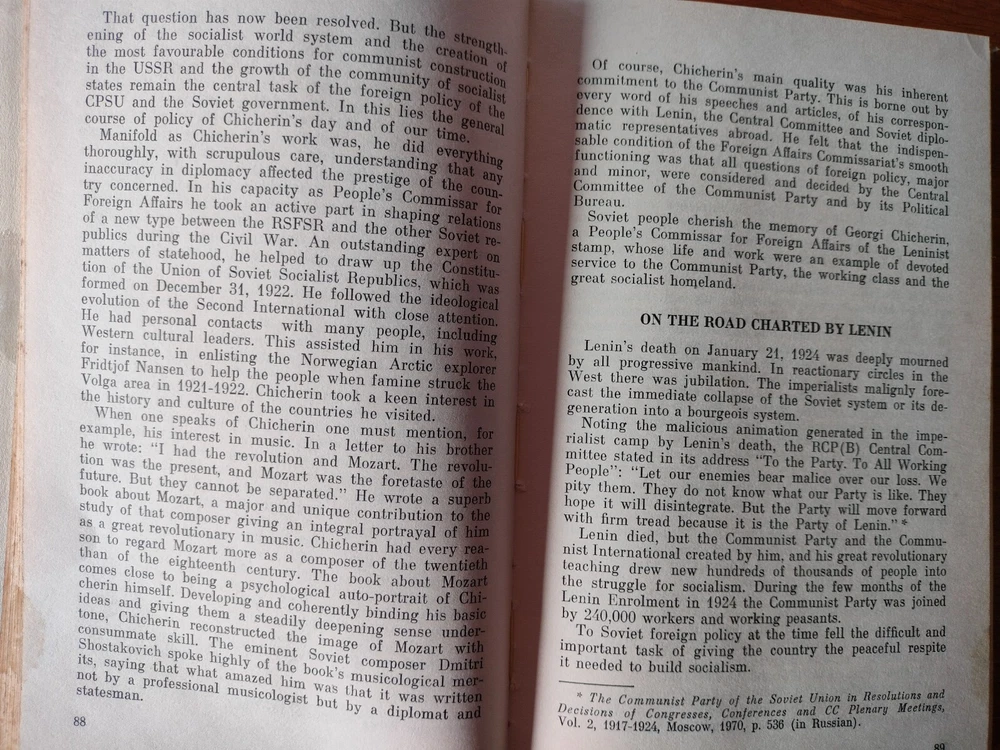 That question has now been resolved. But the strength-
ening of the socialist world system and the creation of
the most favourable conditions for communist construction
in the USSR and the growth of the community of socialist
states remain the central task of the foreign policy of the
CPSU and the Soviet government. In this lies the general
course of policy of Chicherin's day and of our time.
Manifold as Chicherin's work was, he did everything
thoroughly, with scrupulous care, understanding that any
inaccuracy in diplomacy affected the prestige of the coun-
try concerned. In his capacity as People's Commissar for
Foreign Affairs he took an active part in shaping relations
of a new type between the RSFSR and the other Soviet re-
publics during the Civil War. An outstanding expert on
matters of statehood, he helped to draw up the Constitu-
tion of the Union of Soviet Socialist Republics, which was
formed on December 31, 1922. He followed the ideological
evolution of the Second International with close attention.
He had personal contacts with many people, including
Western cultural leaders. This assisted him in his work,
for instance, in enlisting the Norwegian Arctic explorer
Fridtjof Nansen to help the people when famine struck the
Volga area in 1921-1922. Chicherin took a keen interest in
the history and culture of the countries he visited.
When one speaks of Chicherin one must mention, for
example, his interest in music. In a letter to his brother
he wrote: "I had the revolution and Mozart. The revolu-
tion was the present, and Mozart was the foretaste of the
future. But they cannot be separated." He wrote a superb
book about Mozart, a major and unique contribution to the
study of that composer giving an integral portrayal of him
as a great revolutionary in music. Chicherin had every rea-
son to regard Mozart more as a composer of the twentieth
than of the eighteenth century. The book about Mozart
comes close to being a psychological auto-portrait of Chi-
cherin himself. Developing and coherently binding his basic
ideas and giving them a steadily deepening sense under-
tone, Chicherin reconstructed the image of Mozart with
consummate skill. The eminent Soviet composer Dmitri
Shostakovich spoke highly of the book's musicological mer-
its, saying that what amazed him was that it was written
not by a professional musicologist but by a diplomat and
statesman.
88
Of course, Chicherin's main quality was his inherent
commitment to the Communist Party. This is borne out by
every word of his speeches and articles, of his correspon-
dence with Lenin, the Central Committee and Soviet diplo-
matic representatives abroad. He felt that the indispen-
sable condition of the Foreign Affairs Commissariat's smooth
functioning was that all questions of foreign policy, major
and minor, were considered and decided by the Central
Committee of the Communist Party and by its Political
Bureau.
Soviet people cherish the memory of Georgi Chicherin,
a People's Commissar for Foreign Affairs of the Leninist
stamp, whose life and work were an example of devoted
service to the Communist Party, the working class and the
great socialist homeland.
ON THE ROAD CHARTED BY LENIN
Lenin's death on January 21, 1924 was deeply mourned
by all progressive mankind. In reactionary circles in the
West there was jubilation. The imperialists malignly fore-
cast the immediate collapse of the Soviet system or its de-
generation into a bourgeois system.
Noting the malicious animation generated in the impe-
rialist camp by Lenin's death, the RCP(B) Central Com-
mittee stated in its address "To the Party. To All Working
People": "Let our enemies bear malice over our loss. We
pity them. They do not know what our Party is like. They
hope it will disintegrate. But the Party will move forward
with firm tread because it is the Party of Lenin."*
Lenin died, but the Communist Party and the Commu-
nist International created by him, and his great revolutionary
teaching drew new hundreds of thousands of people into
the struggle for socialism. During the few months of the
Lenin Enrolment in 1924 the Communist Party was joined
by 240,000 workers and working peasants.
To Soviet foreign policy at the time fell the difficult and
important task of giving the country the peaceful respite
it needed to build socialism.
* The Communist Party of the Soviet Union in Resolutions and
Decisions of Congresses, Conferences and CC Plenary Meetings,
Vol. 2, 1917-1924, Moscow, 1970, p. 536 (in Russian).
89